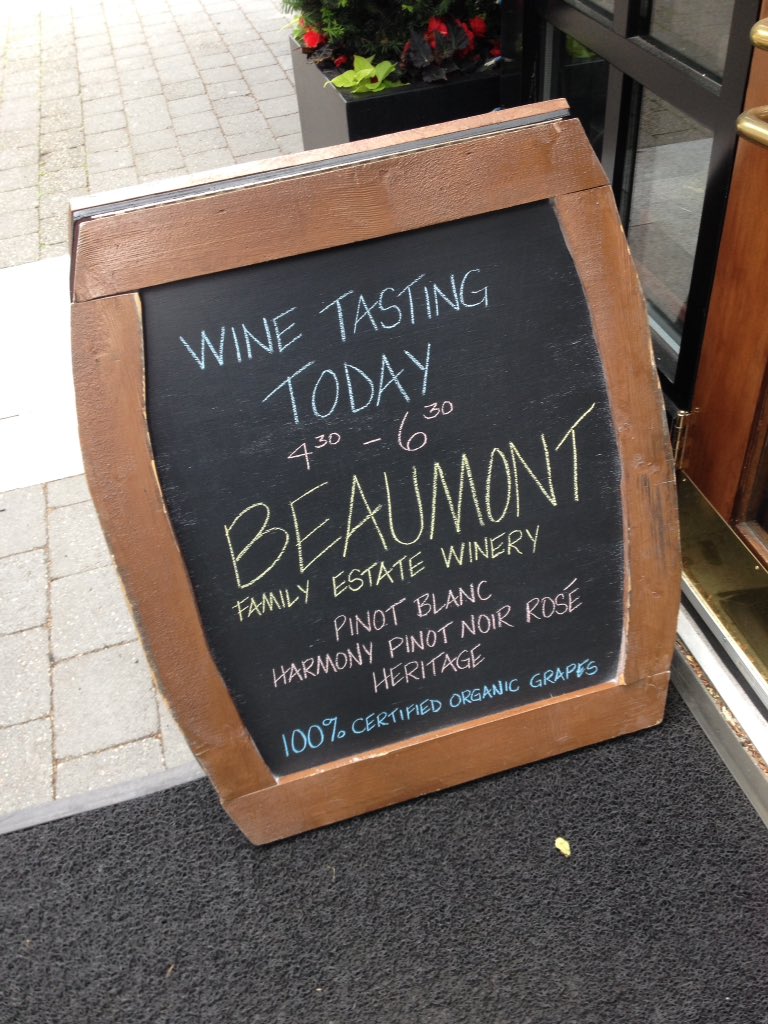 WINE TASTING
TODAY
4³⁰ - 6³⁰
BEAUMONT
FAMILY ESTATE WINERY
PINOT BLANC
HARMONY PINOT NOIR ROSÉ
HERITAGE
100% CERTIFIED ORGANIC GRAPES